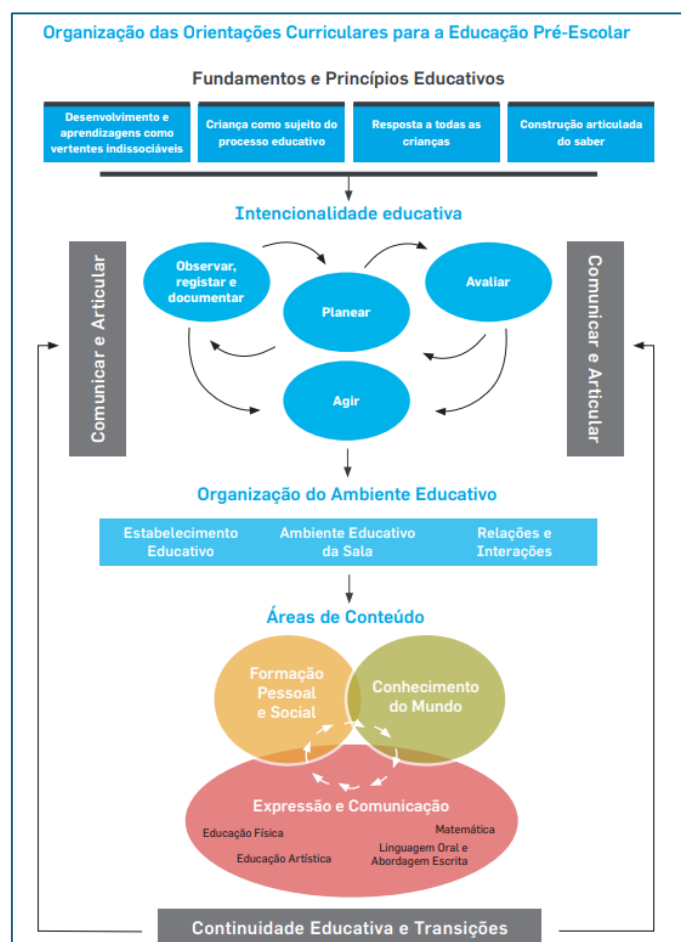 Organização das Orientações Curriculares para a Educação Pré-Escolar
Fundamentos e Princípios Educativos
Desenvolvimento e
aprendizagens como
vertentes indissociáveis
Criança como sujeito do
processo educativo
Resposta a todas as
crianças
Construção articulada
do saber
Intencionalidade educativa
Comunicar e Articular
Observar,
registar e
documentar
Planear
Avaliar
Agir
Comunicar e Articular
Organização do Ambiente Educativo
Estabelecimento
Educativo
Ambiente Educativo
da Sala
Relações e
Interações
Áreas de Conteúdo
Formação
Pessoal
e Social
Conhecimento
do Mundo
Expressão e Comunicação
Educação Física
Educação Artística
Matemática
Linguagem Oral e
Abordagem Escrita
Continuidade Educativa e Transições